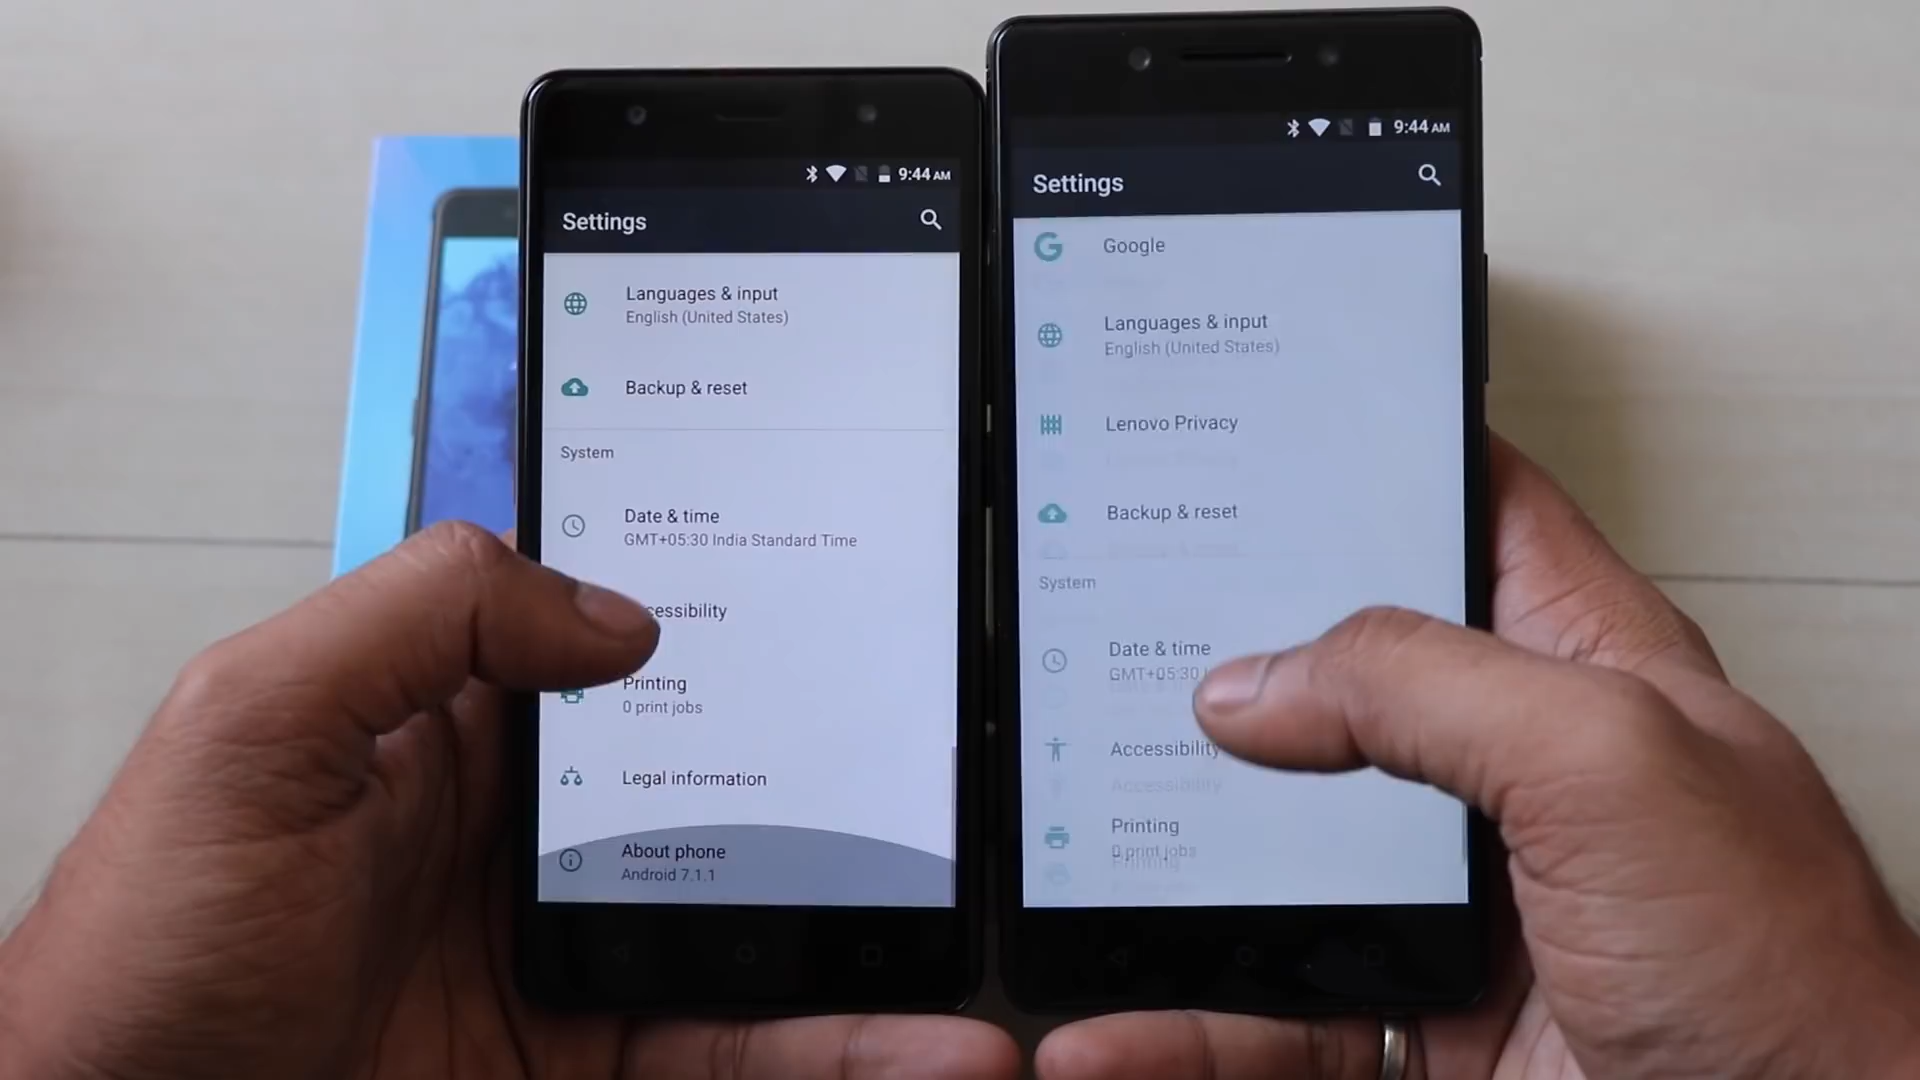 9:44 AM
Settings
Languages & input
English (United States)
Backup & reset
System
Date & time
GMT+05:30 India Standard Time
cessibility
Printing
0 print jobs
Legal information
About phone
Android 7.1.1
9:44 AM
Settings
Google
Languages & input
English (United States)
Lenovo Privacy
Backup & reset
System
Date & time
GMT+05:30
Accessibility
Printing
0 print jobs